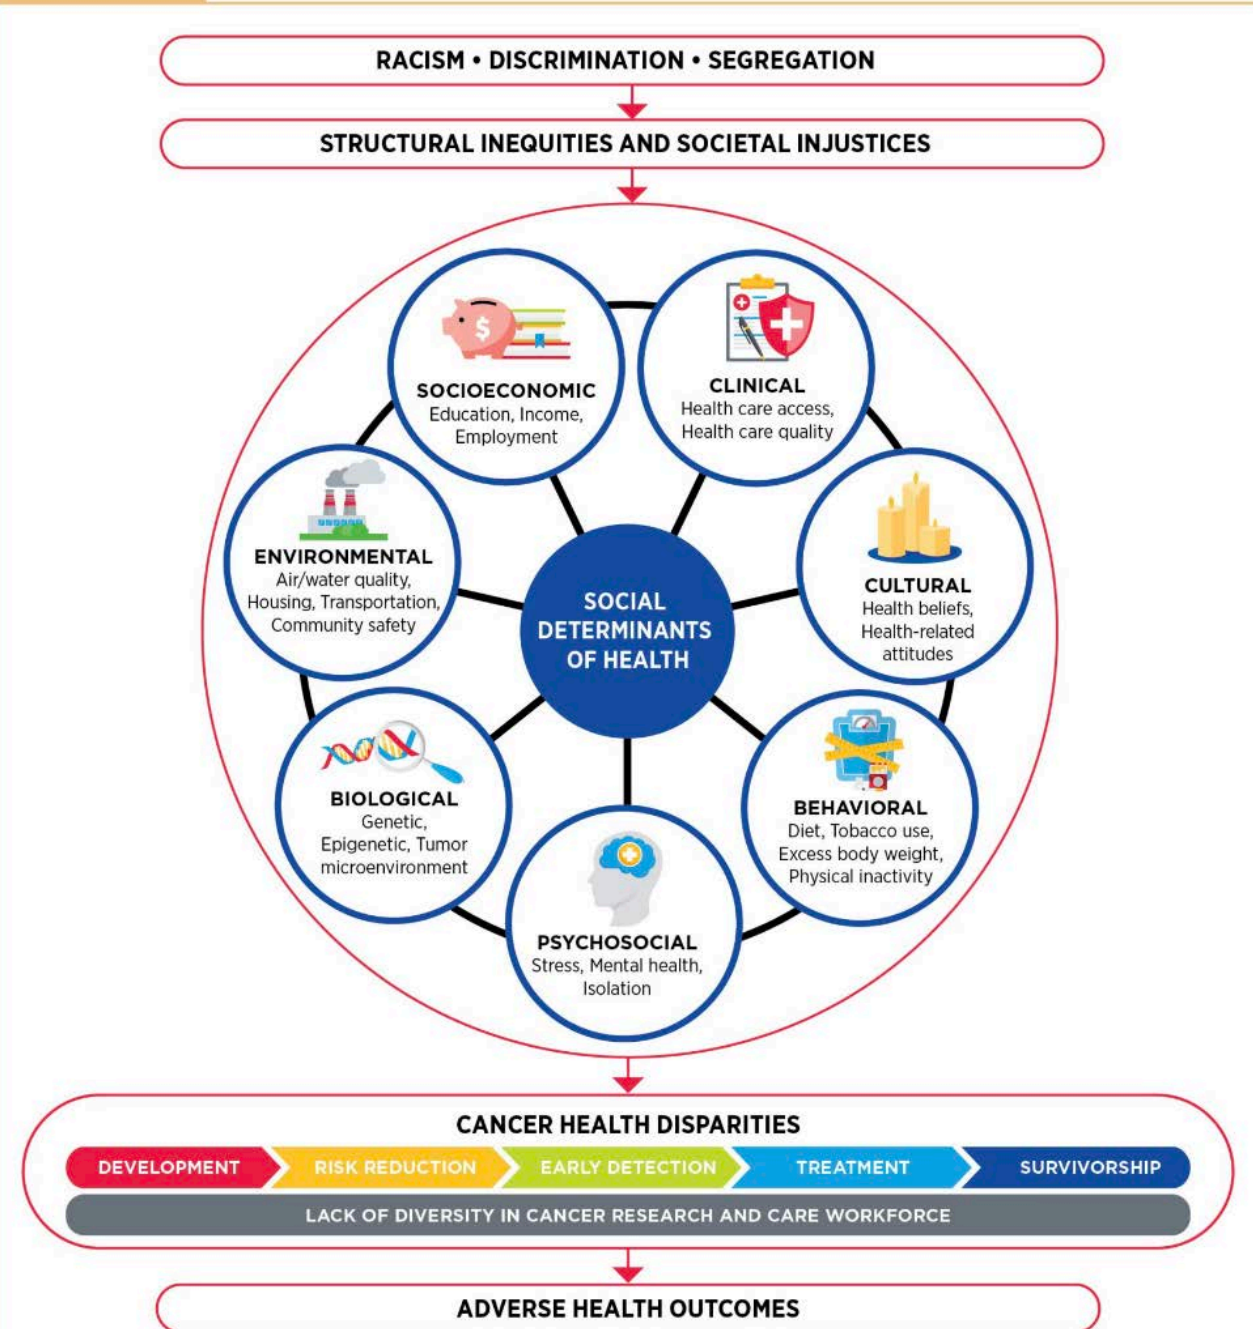 RACISM • DISCRIMINATION • SEGREGATION
STRUCTURAL INEQUITIES AND SOCIETAL INJUSTICES
SOCIOECONOMIC
Education, Income,
Employment
CLINICAL
Health care access,
Health care quality
ENVIRONMENTAL
Air/water quality,
Housing, Transportation,
Community safety
CULTURAL
Health beliefs,
Health-related
attitudes
SOCIAL
DETERMINANTS
OF HEALTH
BIOLOGICAL
Genetic,
Epigenetic, Tumor
microenvironment
BEHAVIORAL
Diet, Tobacco use,
Excess body weight,
Physical inactivity
PSYCHOSOCIAL
Stress, Mental health,
Isolation
CANCER HEALTH DISPARITIES
DEVELOPMENT
RISK REDUCTION
EARLY DETECTION
TREATMENT
SURVIVORSHIP
LACK OF DIVERSITY IN CANCER RESEARCH AND CARE WORKFORCE
ADVERSE HEALTH OUTCOMES